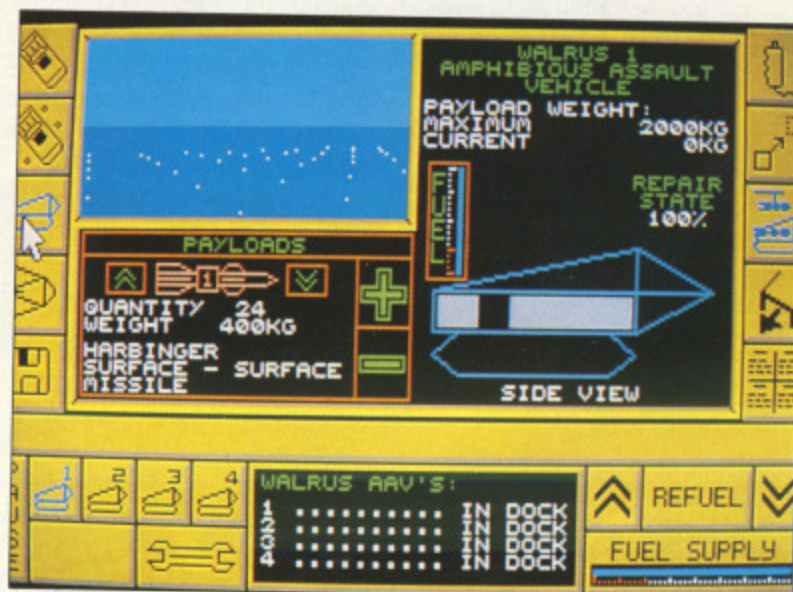 WALRUS 1
AMPHIBIOUS ASSAULT
VEHICLE
PAYLOAD WEIGHT:
MAXIMUM 2000KG
CURRENT 0KG
FUEL
REPAIR
STATE
100%
PAYLOADS
1
QUANTITY 24
WEIGHT 400KG
HARBINGER
SURFACE - SURFACE
MISSILE
SIDE VIEW
PAUSE
1 2 3 4
WALRUS AAV'S:
1 .......... IN DOCK
2 .......... IN DOCK
3 .......... IN DOCK
4 .......... IN DOCK
REFUEL
FUEL SUPPLY